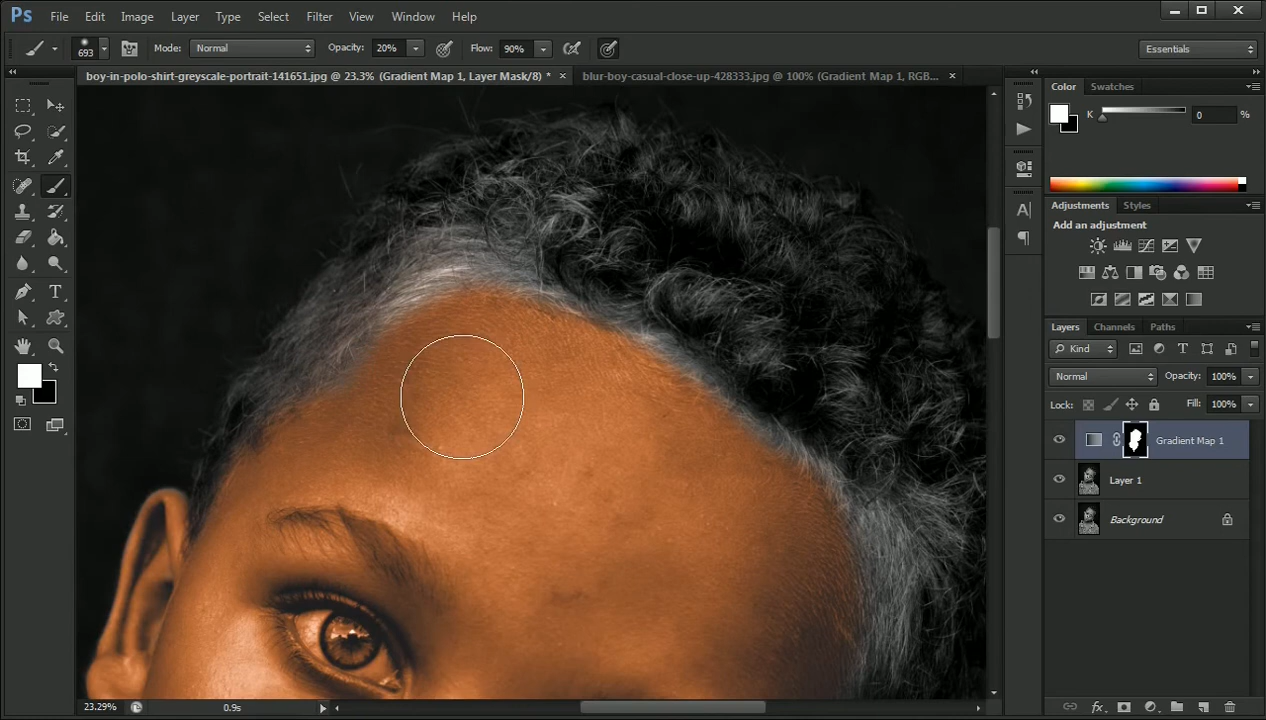 Ps File Edit Image Layer Type Select Filter View Window Help
693 Mode: Normal Opacity: 20% Flow: 90% Essentials
boy-in-polo-shirt-greyscale-portrait-141651.jpg @ 23.3% (Gradient Map 1, Layer Mask/8) * × blur-boy-casual-close-up-428333.jpg @ 100% (Gradient Map 1, RGB... ×
Color Swatches
K 0 %
Adjustments Styles
Add an adjustment
Layers Channels Paths
Kind
Normal Opacity: 100%
Lock: Fill: 100%
Gradient Map 1
Layer 1
Background
23.29% 0.9s
fx